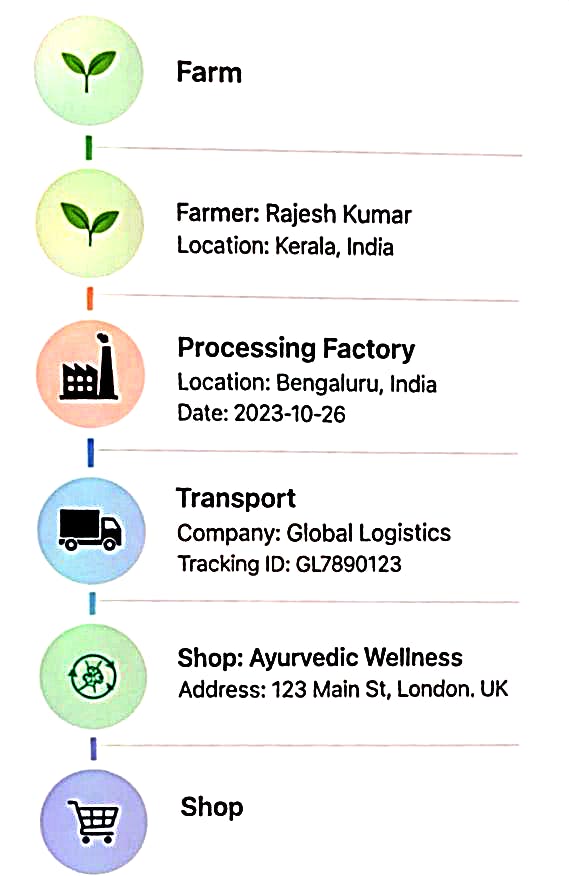 Farm
Farmer: Rajesh Kumar
Location: Kerala, India
Processing Factory
Location: Bengaluru, India
Date: 2023-10-26
Transport
Company: Global Logistics
Tracking ID: GL7890123
Shop: Ayurvedic Wellness
Address: 123 Main St, London. UK
Shop